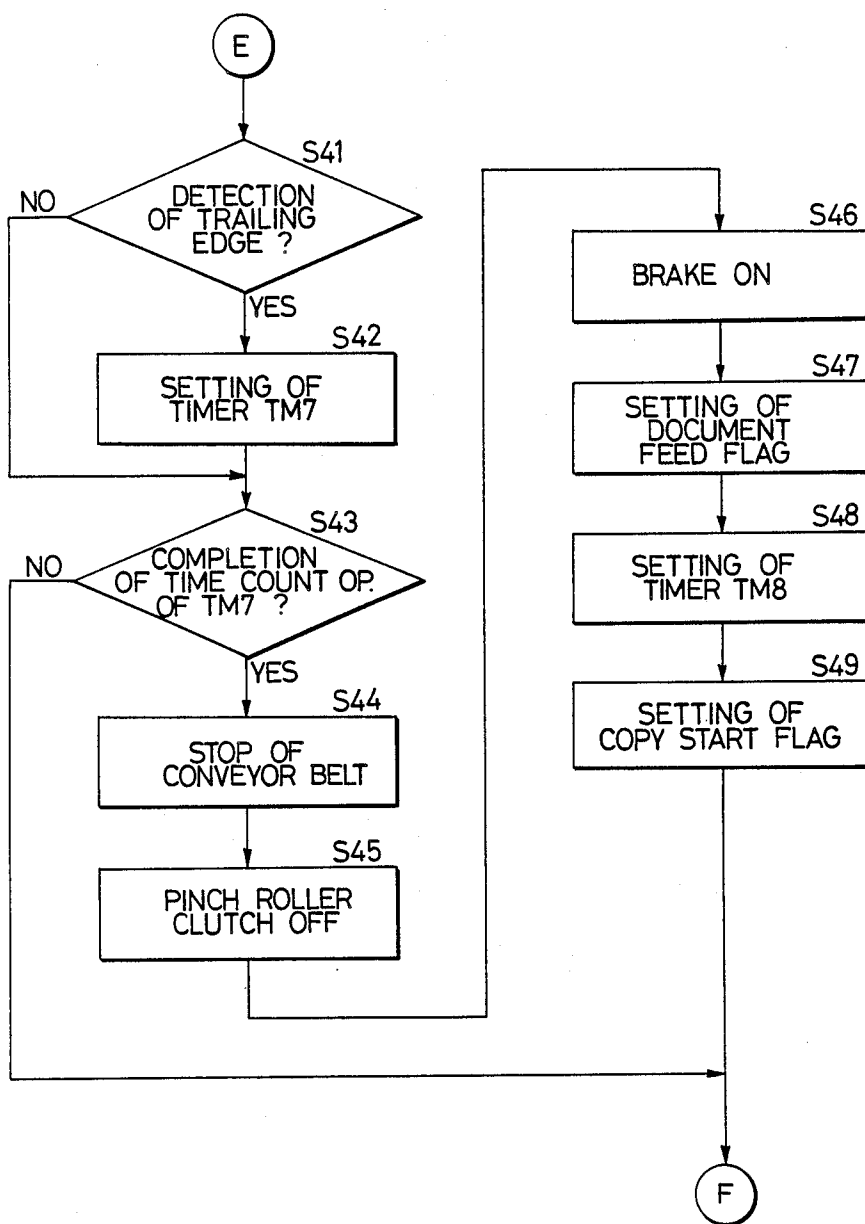 E
S41
NO
DETECTION
OF TRAILING
EDGE ?
YES
S42
SETTING OF
TIMER TM7
S43
NO
COMPLETION
OF TIME COUNT OP.
OF TM7 ?
YES
S44
STOP OF
CONVEYOR BELT
S45
PINCH ROLLER
CLUTCH OFF
S46
BRAKE ON
S47
SETTING OF
DOCUMENT
FEED FLAG
S48
SETTING OF
TIMER TM8
S49
SETTING OF
COPY START FLAG
F